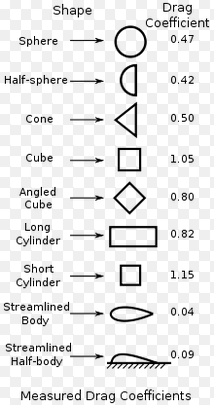 Shape
Drag
Coefficient
Sphere
0.47
Half-sphere
0.42
Cone
0.50
Cube
1.05
Angled
Cube
0.80
Long
Cylinder
0.82
Short
Cylinder
1.15
Streamlined
Body
0.04
Streamlined
Half-body
0.09
Measured Drag Coefficients